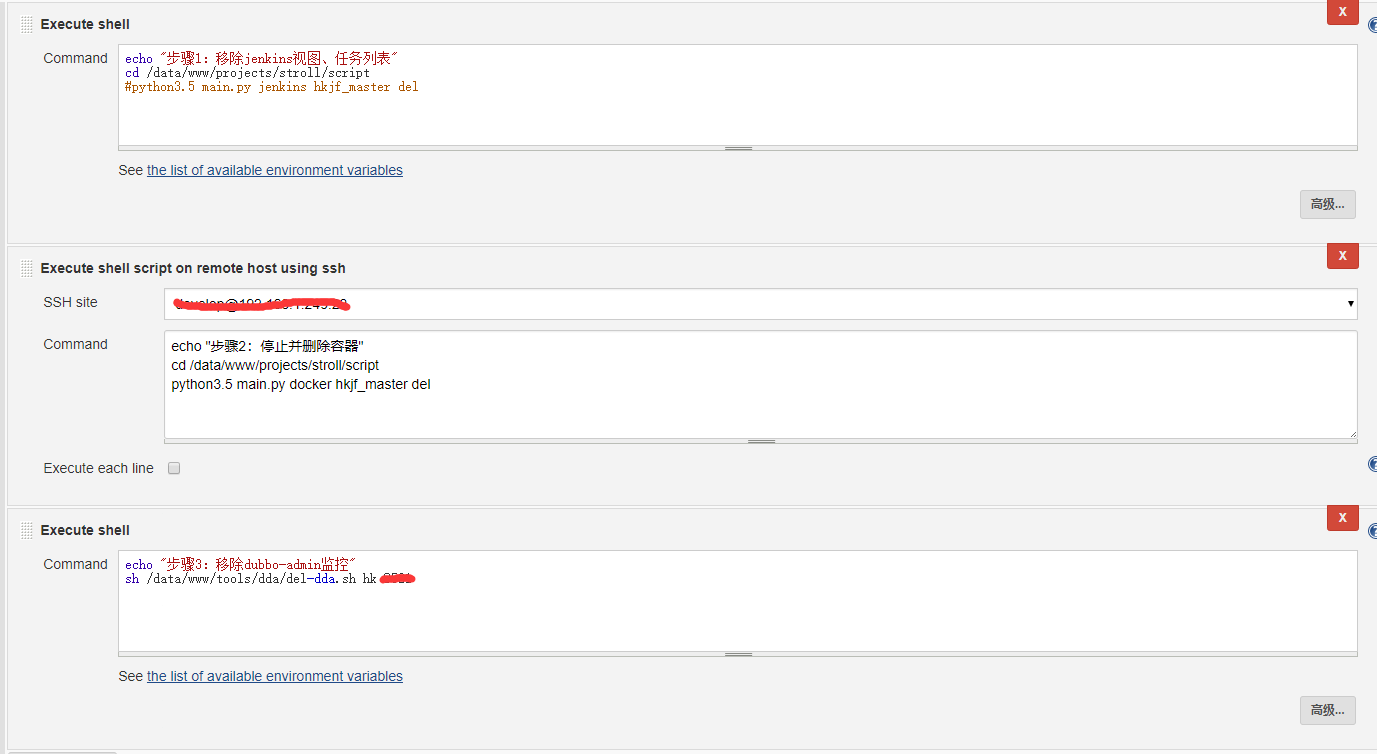 Execute shell
X
Command
echo "步骤1：移除jenkins视图、任务列表"
cd /data/www/projects/stroll/script
#python3.5 main.py jenkins hkjf_master del
See the list of available environment variables
高级...
Execute shell script on remote host using ssh
X
SSH site
Command
echo "步骤2：停止并删除容器"
cd /data/www/projects/stroll/script
python3.5 main.py docker hkjf_master del
Execute each line
Execute shell
X
Command
echo "步骤3：移除dubbo-admin监控"
sh /data/www/tools/dda/del-dda.sh hk
See the list of available environment variables
高级...